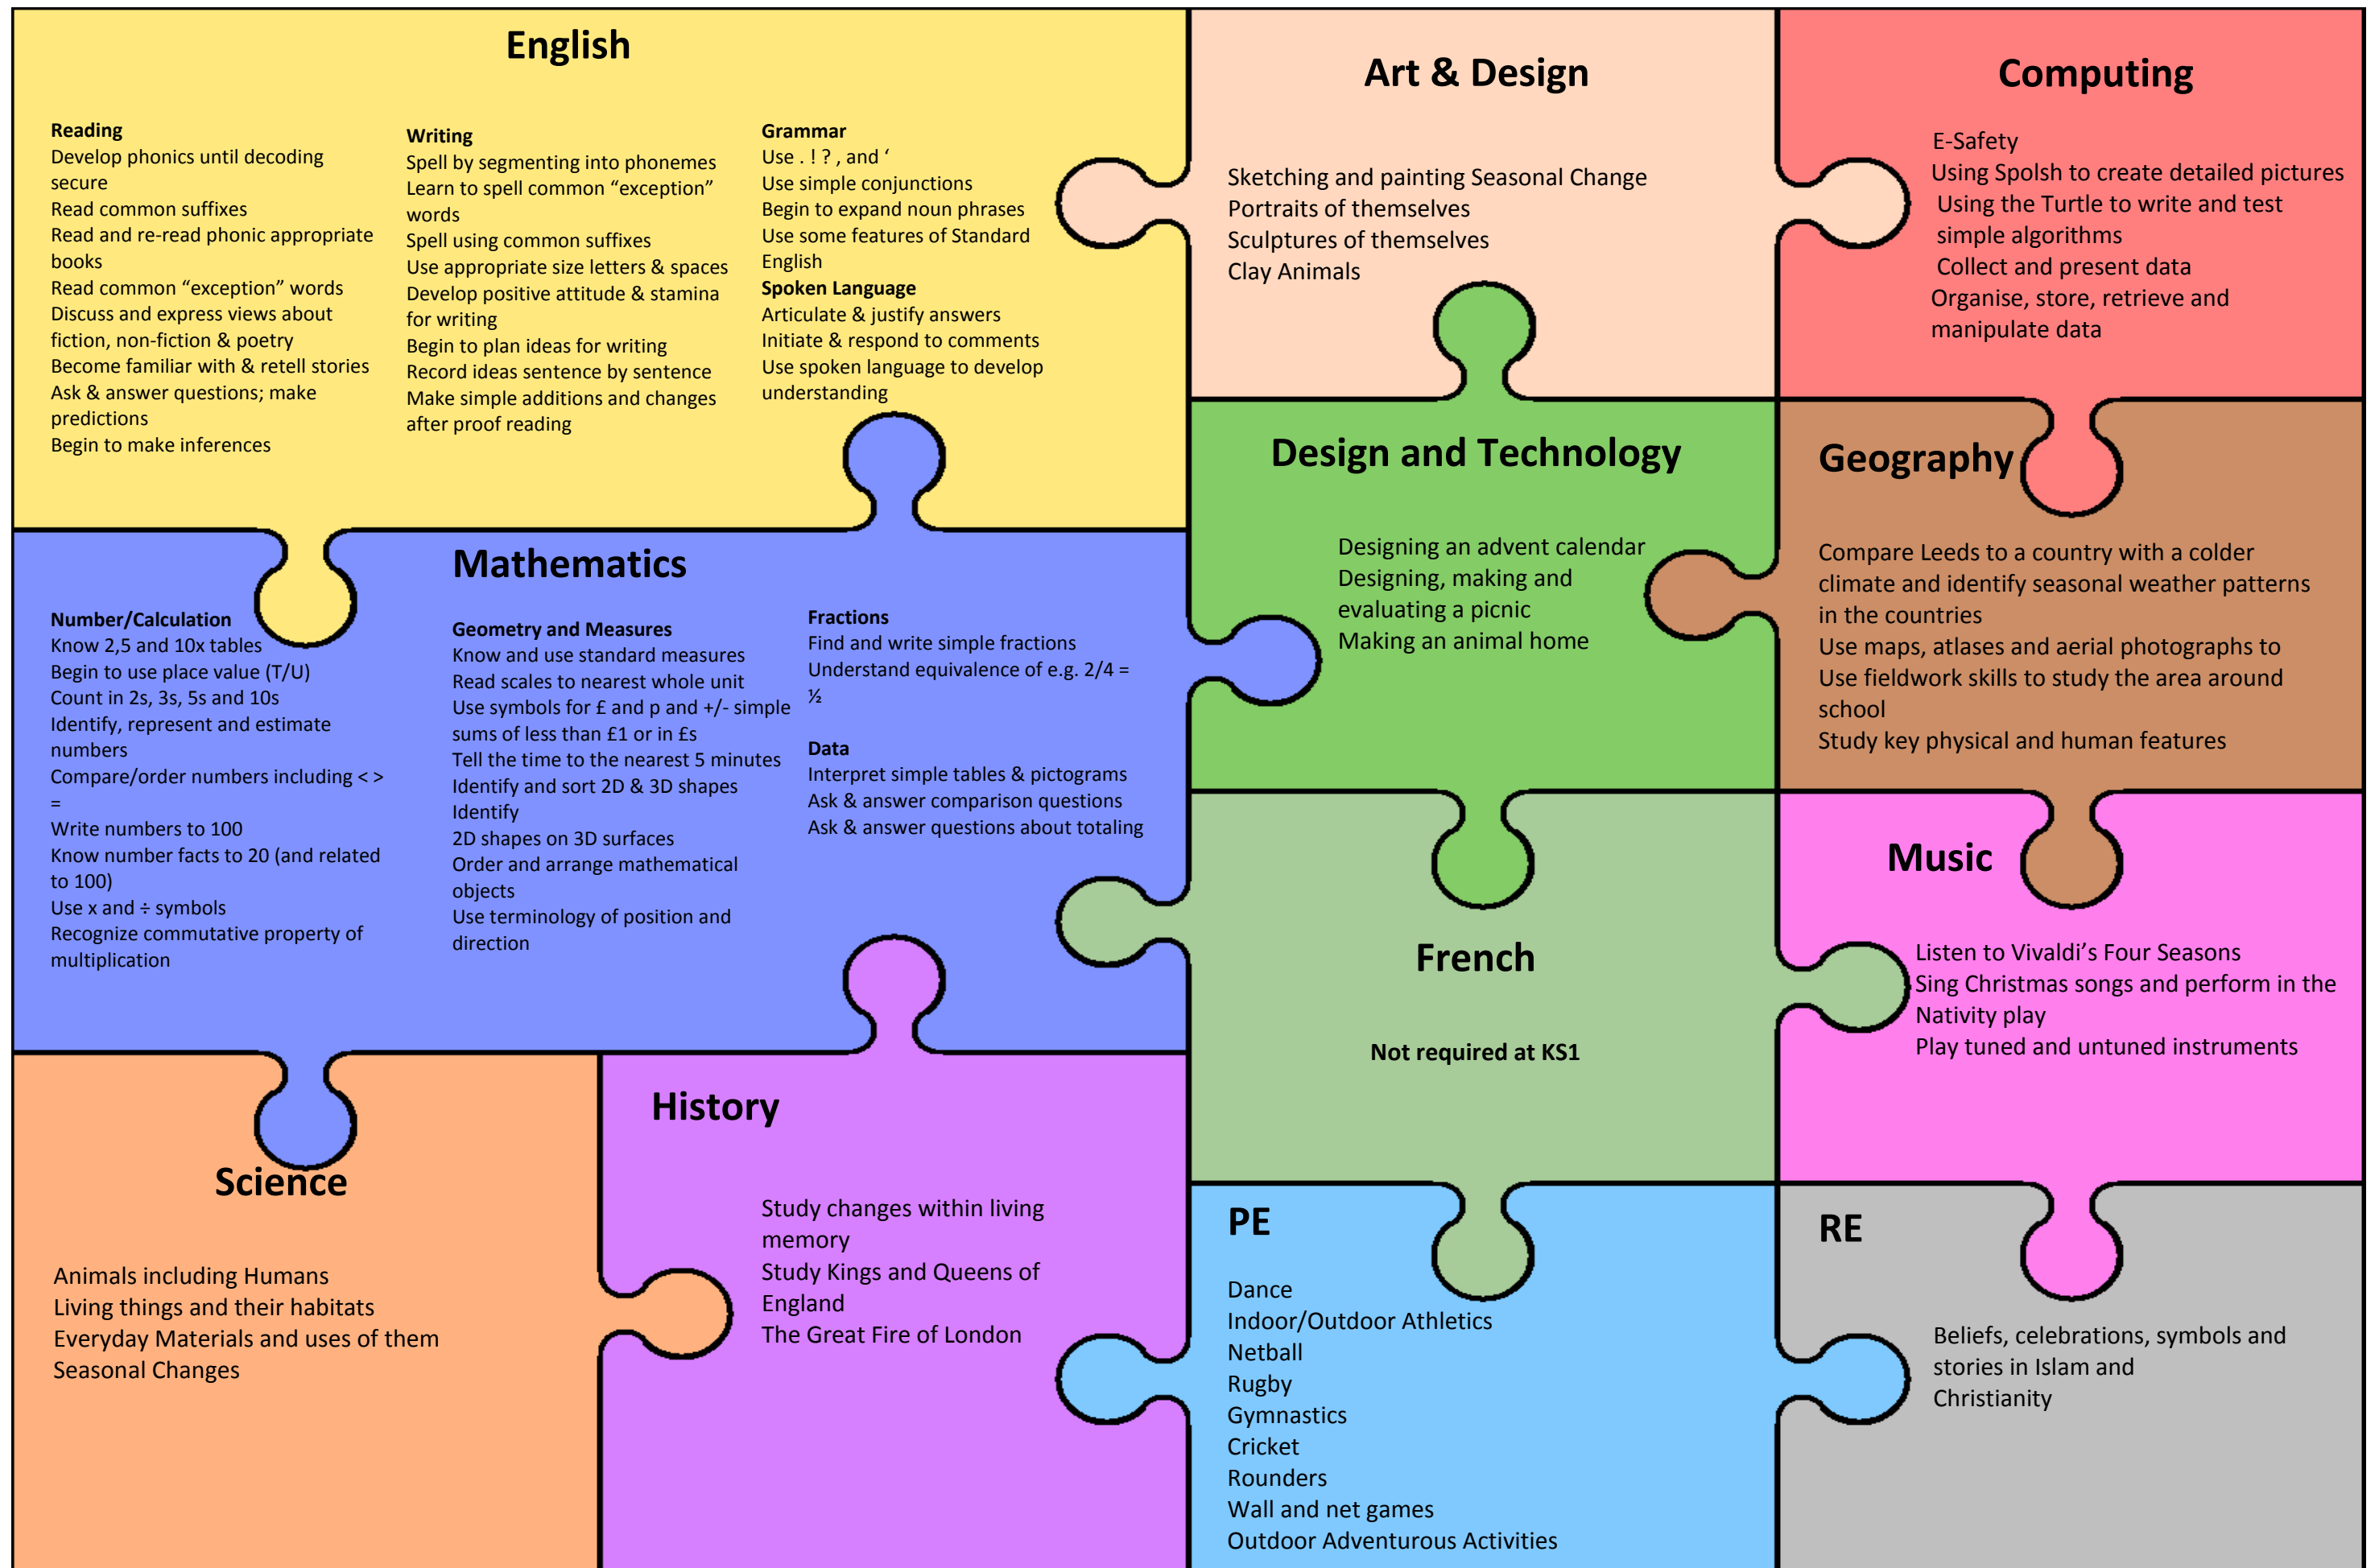 English
Reading
Develop phonics until decoding
secure
Read common suffixes
Read and re-read phonic appropriate
books
Read common “exception” words
Discuss and express views about
fiction, non-fiction & poetry
Become familiar with & retell stories
Ask & answer questions; make
predictions
Begin to make inferences
Writing
Spell by segmenting into phonemes
Learn to spell common “exception”
words
Spell using common suffixes
Use appropriate size letters & spaces
Develop positive attitude & stamina
for writing
Begin to plan ideas for writing
Record ideas sentence by sentence
Make simple additions and changes
after proof reading
Grammar
Use . ! ? , and ‘
Use simple conjunctions
Begin to expand noun phrases
Use some features of Standard
English
Spoken Language
Articulate & justify answers
Initiate & respond to comments
Use spoken language to develop
understanding
Art & Design
Sketching and painting Seasonal Change
Portraits of themselves
Sculptures of themselves
Clay Animals
Computing
E-Safety
Using Spolsh to create detailed pictures
Using the Turtle to write and test
simple algorithms
Collect and present data
Organise, store, retrieve and
manipulate data
Mathematics
Number/Calculation
Know 2,5 and 10x tables
Begin to use place value (T/U)
Count in 2s, 3s, 5s and 10s
Identify, represent and estimate
numbers
Compare/order numbers including < >
=
Write numbers to 100
Know number facts to 20 (and related
to 100)
Use x and ÷ symbols
Recognize commutative property of
multiplication
Geometry and Measures
Know and use standard measures
Read scales to nearest whole unit
Use symbols for £ and p and +/- simple
sums of less than £1 or in £s
Tell the time to the nearest 5 minutes
Identify and sort 2D & 3D shapes
Identify
2D shapes on 3D surfaces
Order and arrange mathematical
objects
Use terminology of position and
direction
Fractions
Find and write simple fractions
Understand equivalence of e.g. 2/4 =
½
Data
Interpret simple tables & pictograms
Ask & answer comparison questions
Ask & answer questions about totaling
Design and Technology
Designing an advent calendar
Designing, making and
evaluating a picnic
Making an animal home
Geography
Compare Leeds to a country with a colder
climate and identify seasonal weather patterns
in the countries
Use maps, atlases and aerial photographs to
Use fieldwork skills to study the area around
school
Study key physical and human features
French
Not required at KS1
Music
Listen to Vivaldi’s Four Seasons
Sing Christmas songs and perform in the
Nativity play
Play tuned and untuned instruments
Science
Animals including Humans
Living things and their habitats
Everyday Materials and uses of them
Seasonal Changes
History
Study changes within living
memory
Study Kings and Queens of
England
The Great Fire of London
PE
Dance
Indoor/Outdoor Athletics
Netball
Rugby
Gymnastics
Cricket
Rounders
Wall and net games
Outdoor Adventurous Activities
RE
Beliefs, celebrations, symbols and
stories in Islam and
Christianity